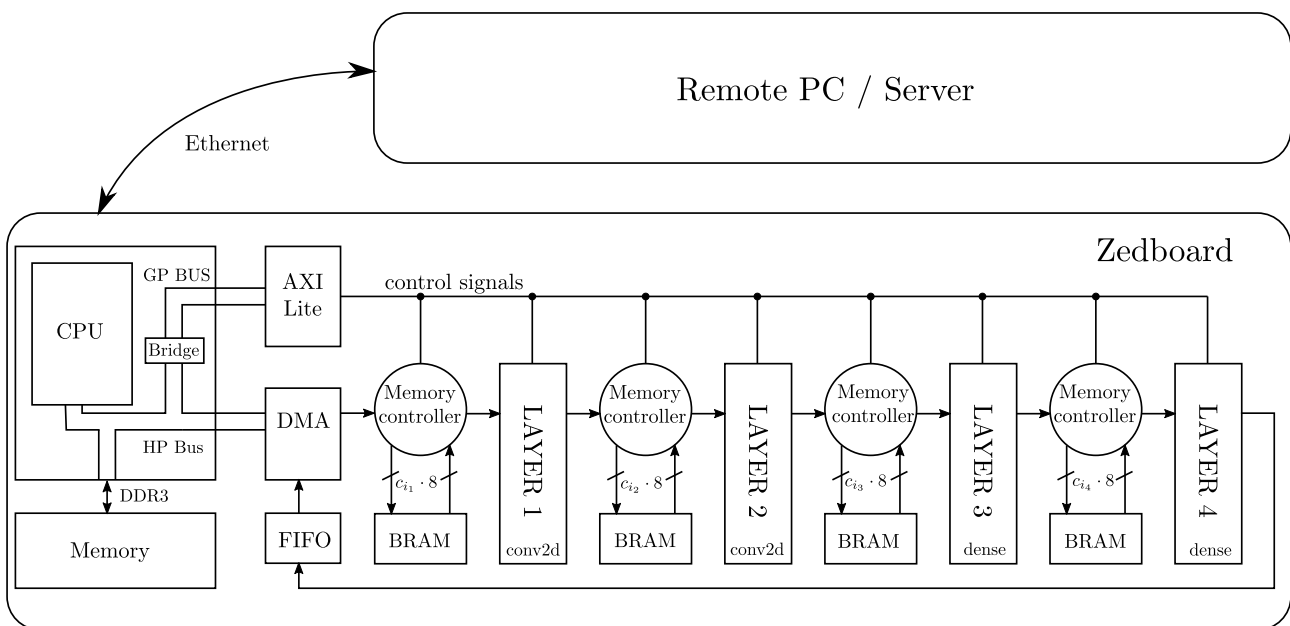 Remote PC / Server
Ethernet
Zedboard
GP BUS
AXI
Lite
control signals
CPU
Bridge
DMA
HP Bus
DDR3
Memory
FIFO
Memory
controller
c_{i_1} · 8
BRAM
LAYER 1
conv2d
Memory
controller
c_{i_2} · 8
BRAM
LAYER 2
conv2d
Memory
controller
c_{i_3} · 8
BRAM
LAYER 3
dense
Memory
controller
c_{i_4} · 8
BRAM
LAYER 4
dense